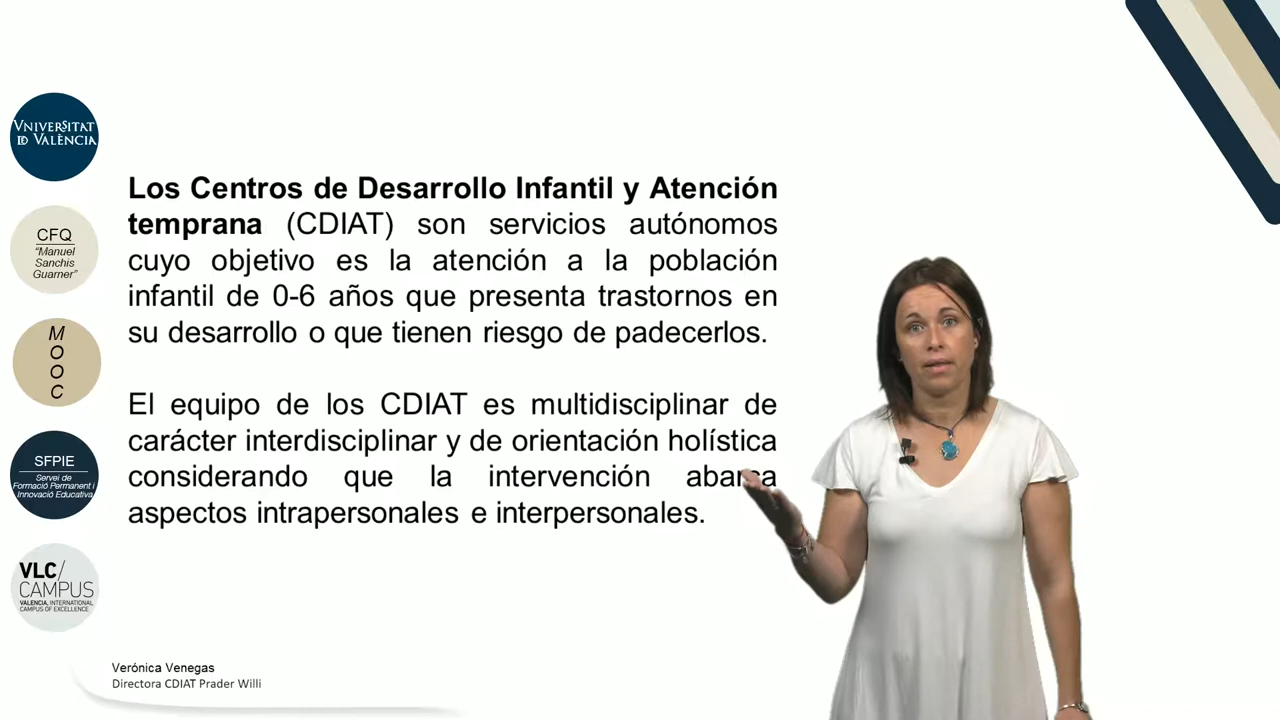 VNIVERSITAT
ID VALÈNCIA
CFQ
"Manuel
Sanchis
Guarner"
M
O
O
C
SFPIE
Servei de
Formació Permanent i
Innovació Educativa
VLC/
CAMPUS
VALENCIA, INTERNATIONAL
CAMPUS OF EXCELLENCE
Los Centros de Desarrollo Infantil y Atención
temprana (CDIAT) son servicios autónomos
cuyo objetivo es la atención a la población
infantil de 0-6 años que presenta trastornos en
su desarrollo o que tienen riesgo de padecerlos.
El equipo de los CDIAT es multidisciplinar de
carácter interdisciplinar y de orientación holística
considerando que la intervención abarca
aspectos intrapersonales e interpersonales.
Verónica Venegas
Directora CDIAT Prader Willi